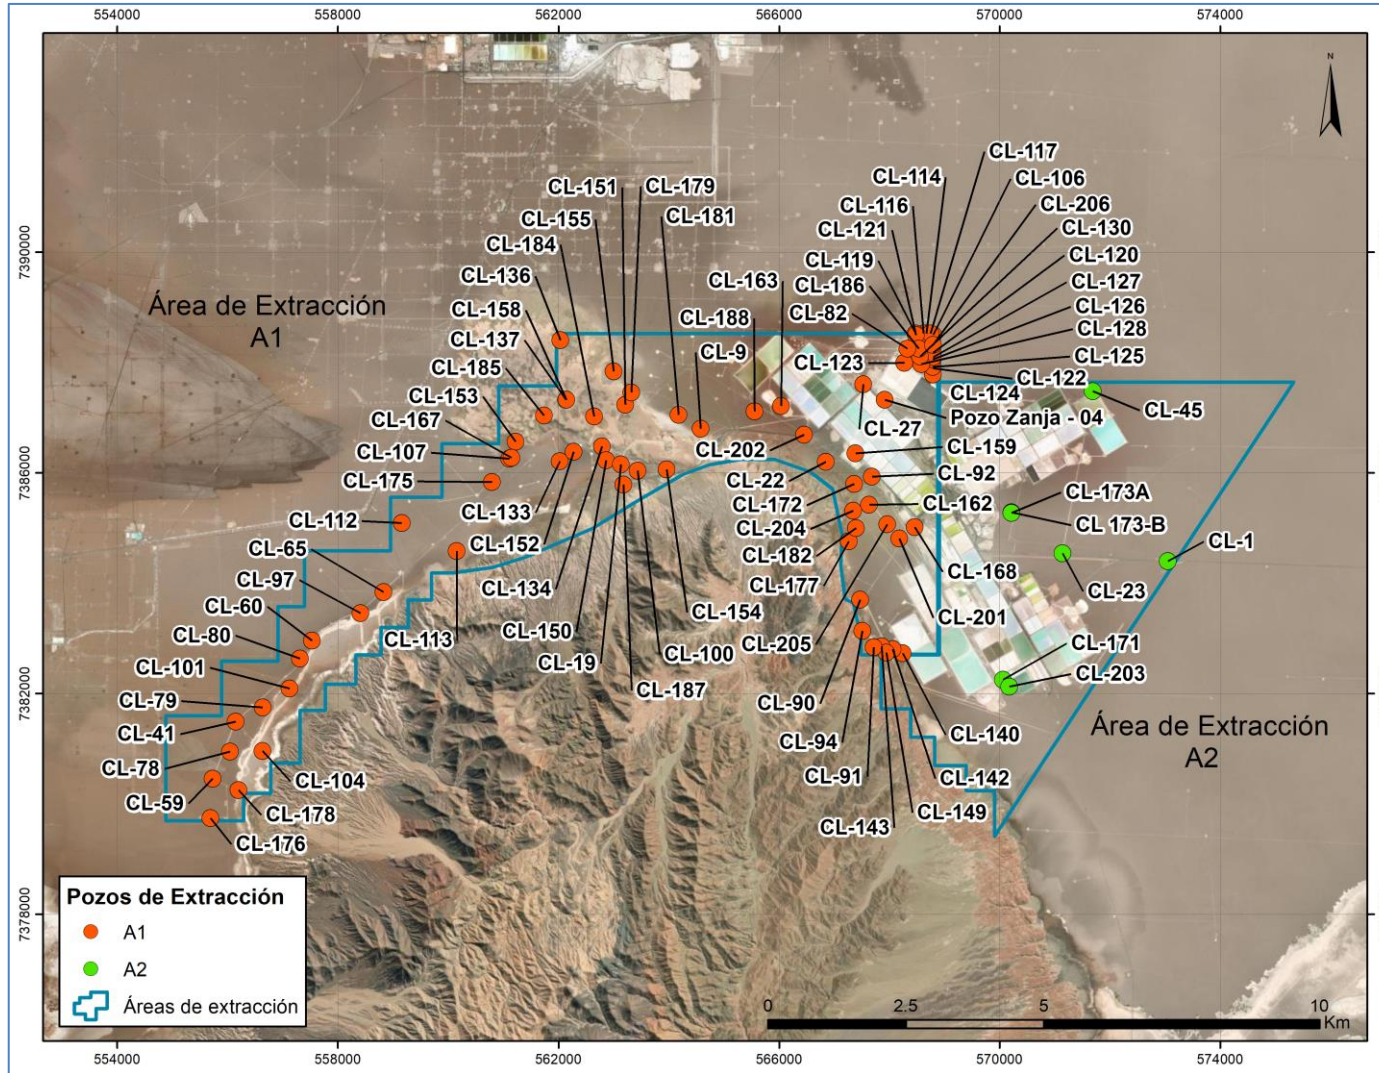 554000 558000 562000 566000 570000 574000
N
CL-117
CL-114
CL-106
CL-151
CL-179
CL-116
CL-206
CL-155
CL-181
CL-121
CL-130
CL-184
CL-120
7390000
CL-119
CL-136
CL-163
CL-127
CL-186
Área de Extracción
A1
CL-158
CL-188
CL-82
CL-126
CL-137
CL-128
CL-9
CL-123
CL-125
CL-185
CL-122
CL-153
CL-124
CL-45
Pozo Zanja - 04
CL-167
CL-27
CL-202
CL-159
CL-107
7386000
CL-22
CL-92
CL-175
CL-172
CL-173A
CL-112
CL-133
CL-162
CL 173-B
CL-204
CL-65
CL-152
CL-182
CL-1
CL-97
CL-134
CL-177
CL-168
CL-23
CL-60
CL-154
CL-201
CL-80
CL-113
CL-150
CL-205
CL-171
CL-101
CL-19
CL-100
CL-203
7382000
CL-79
CL-187
CL-90
CL-41
Área de Extracción
A2
CL-78
CL-104
CL-94
CL-140
CL-59
CL-91
CL-142
CL-178
CL-149
CL-143
CL-176
7378000
Pozos de Extracción
A1
A2
Áreas de extracción
0 2.5 5 10
Km
554000 558000 562000 566000 570000 574000